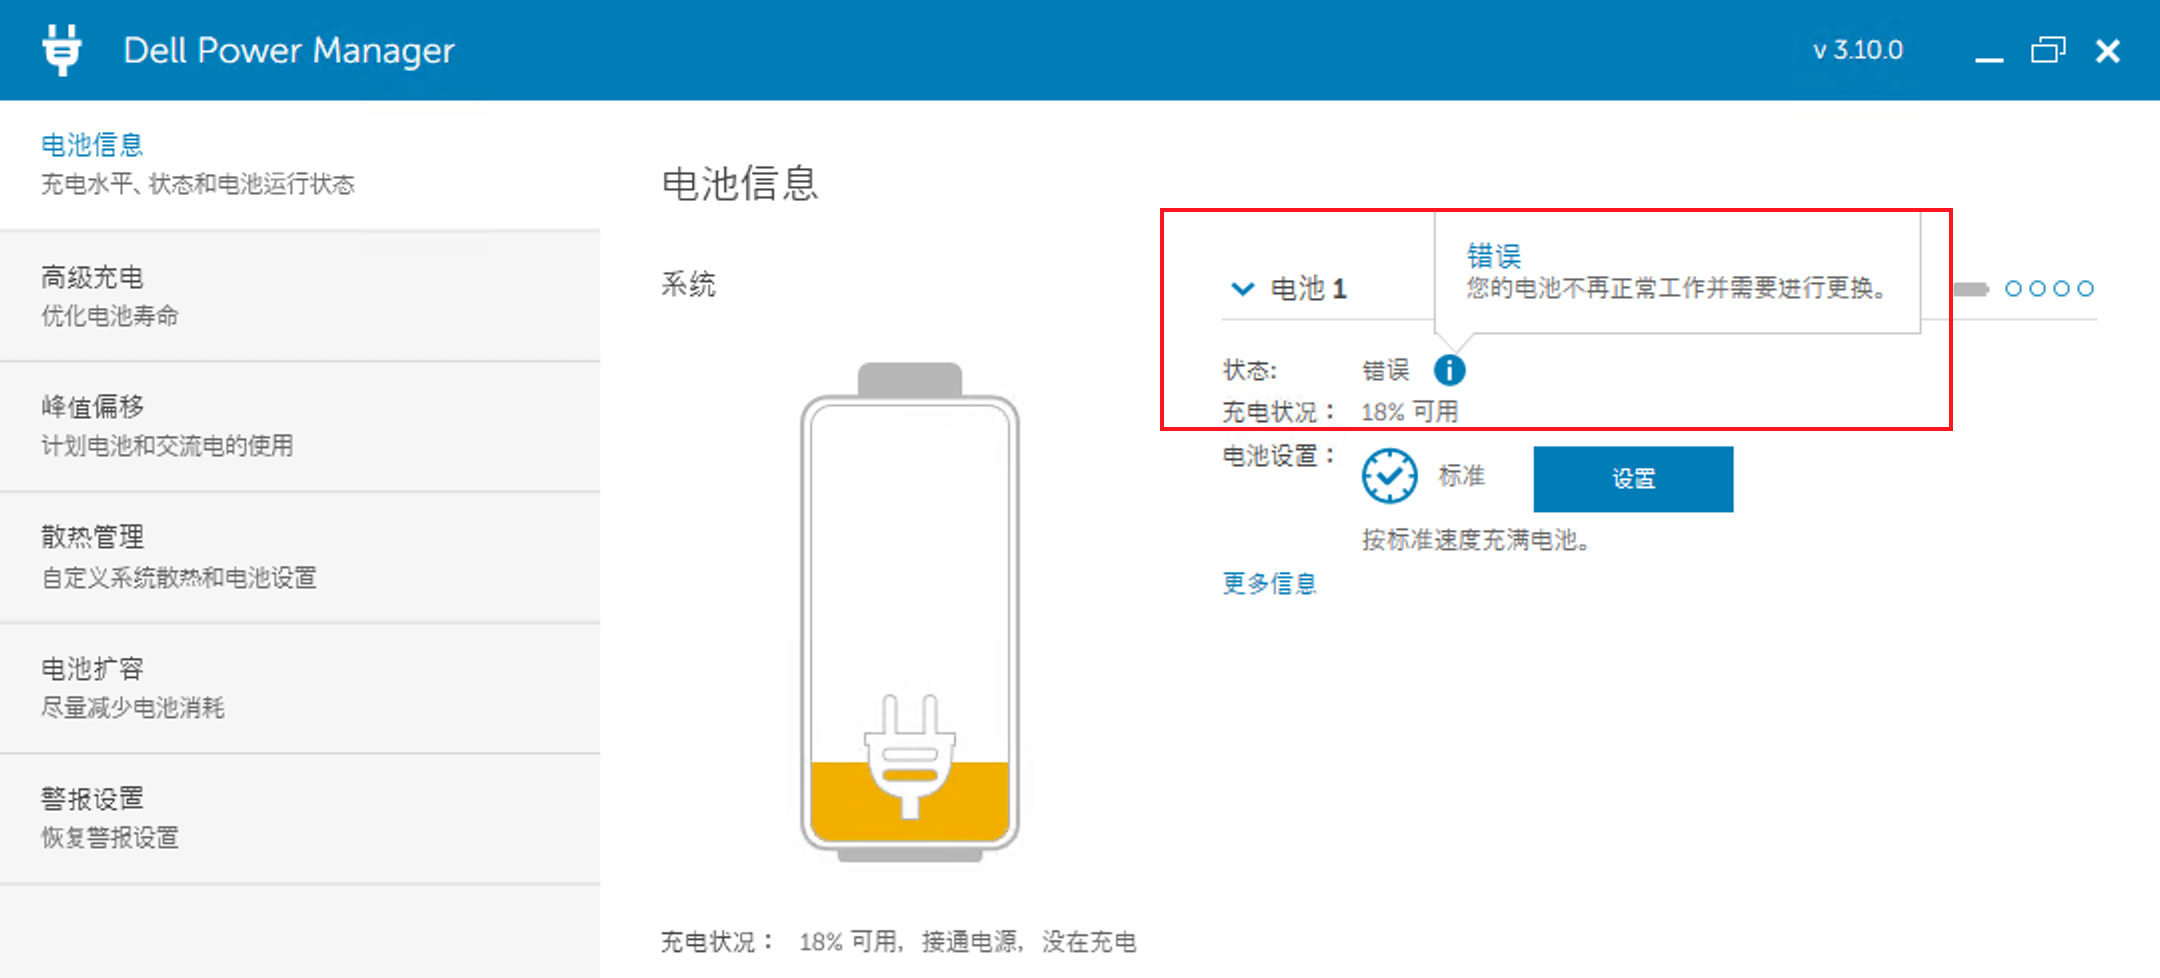 Dell Power Manager
v 3.10.0
电池信息
充电水平、状态和电池运行状态
高级充电
优化电池寿命
峰值偏移
计划电池和交流电的使用
散热管理
自定义系统散热和电池设置
电池扩容
尽量减少电池消耗
警报设置
恢复警报设置
电池信息
系统
充电状况： 18% 可用, 接通电源, 没在充电
电池 1
错误
您的电池不再正常工作并需要进行更换。
状态: 错误
充电状况： 18% 可用
电池设置： 标准 设置
按标准速度充满电池。
更多信息